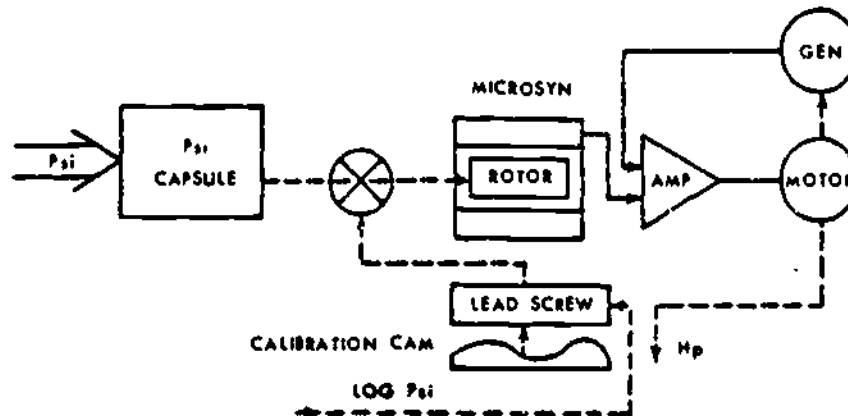 GEN
MICROSYN
Psi
Psi
CAPSULE
ROTOR
AMP
MOTOR
LEAD SCREW
CALIBRATION CAM
Hp
LOG Psi